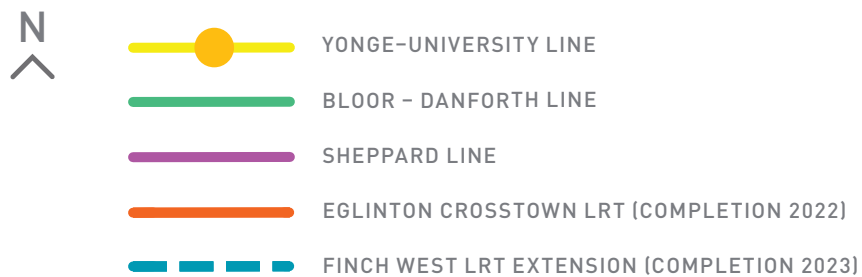 N
YONGE–UNIVERSITY LINE
BLOOR – DANFORTH LINE
SHEPPARD LINE
EGLINTON CROSSTOWN LRT (COMPLETION 2022)
FINCH WEST LRT EXTENSION (COMPLETION 2023)